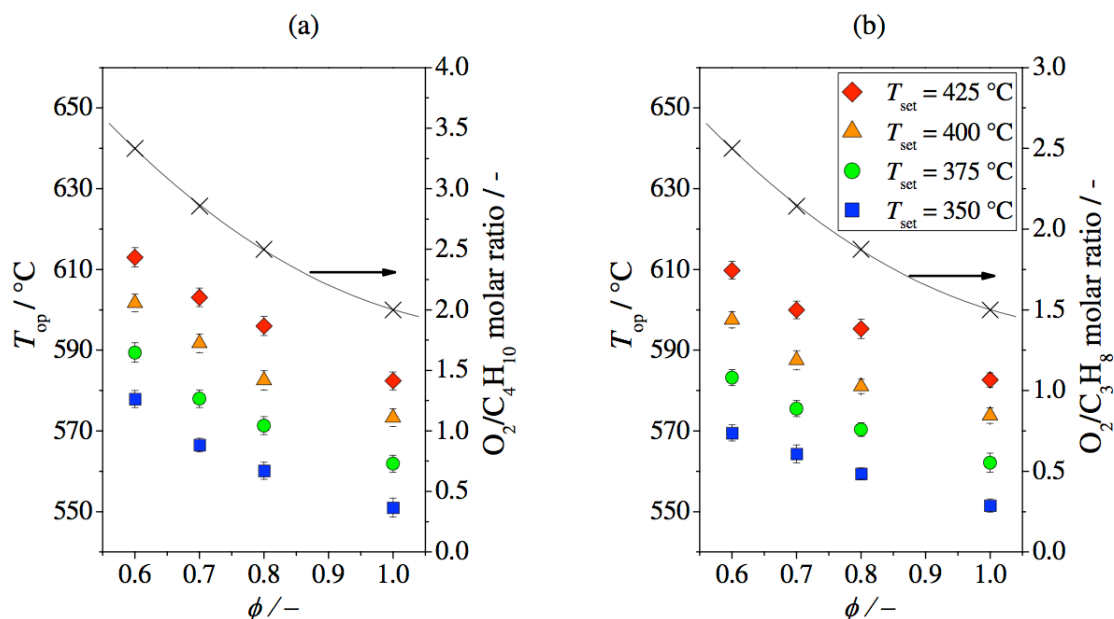 (a)
T_op / °C
650
630
610
590
570
550
4.0
3.5
3.0
2.5
2.0
1.5
1.0
0.5
0.0
O₂/C₄H₁₀ molar ratio / -
0.6 0.7 0.8 0.9 1.0
ϕ / –
(b)
T_op / °C
650
630
610
590
570
550
T_set = 425 °C
T_set = 400 °C
T_set = 375 °C
T_set = 350 °C
3.0
2.5
2.0
1.5
1.0
0.5
0.0
O₂/C₃H₈ molar ratio / -
0.6 0.7 0.8 0.9 1.0
ϕ / –